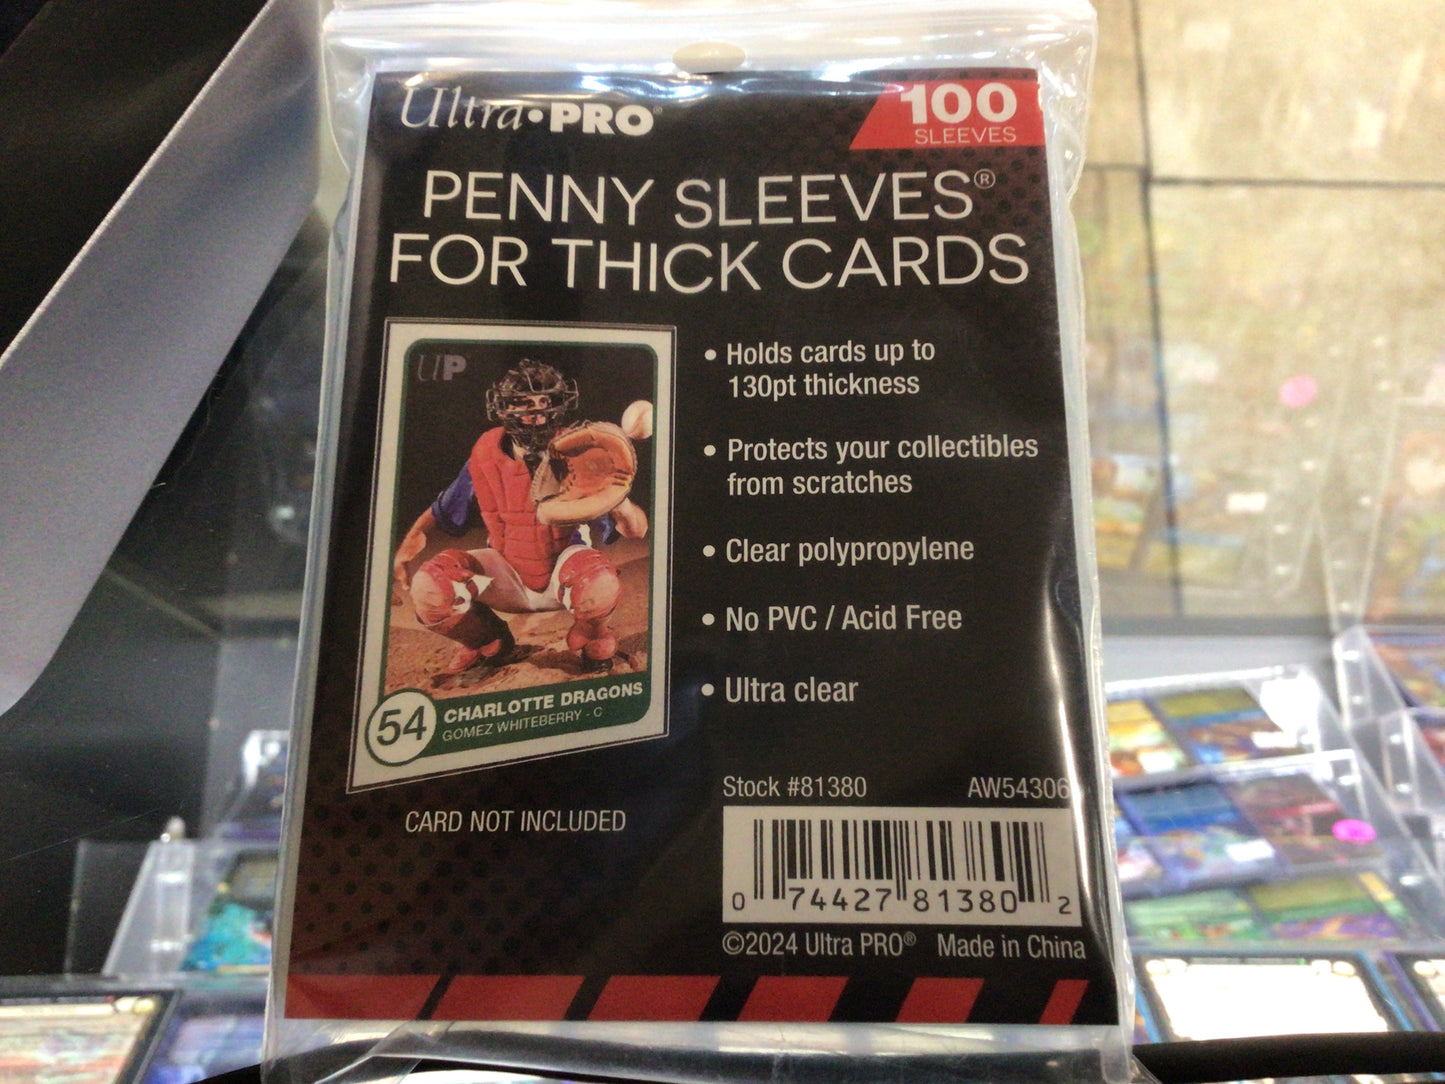 Ultra•PRO®
100
SLEEVES
PENNY SLEEVES®
FOR THICK CARDS
UP
54
CHARLOTTE DRAGONS
GOMEZ WHITEBERRY - C
CARD NOT INCLUDED
• Holds cards up to
130pt thickness
• Protects your collectibles
from scratches
• Clear polypropylene
• No PVC / Acid Free
• Ultra clear
Stock #81380 AW54306
0 74427 81380 2
©2024 Ultra PRO® Made in China